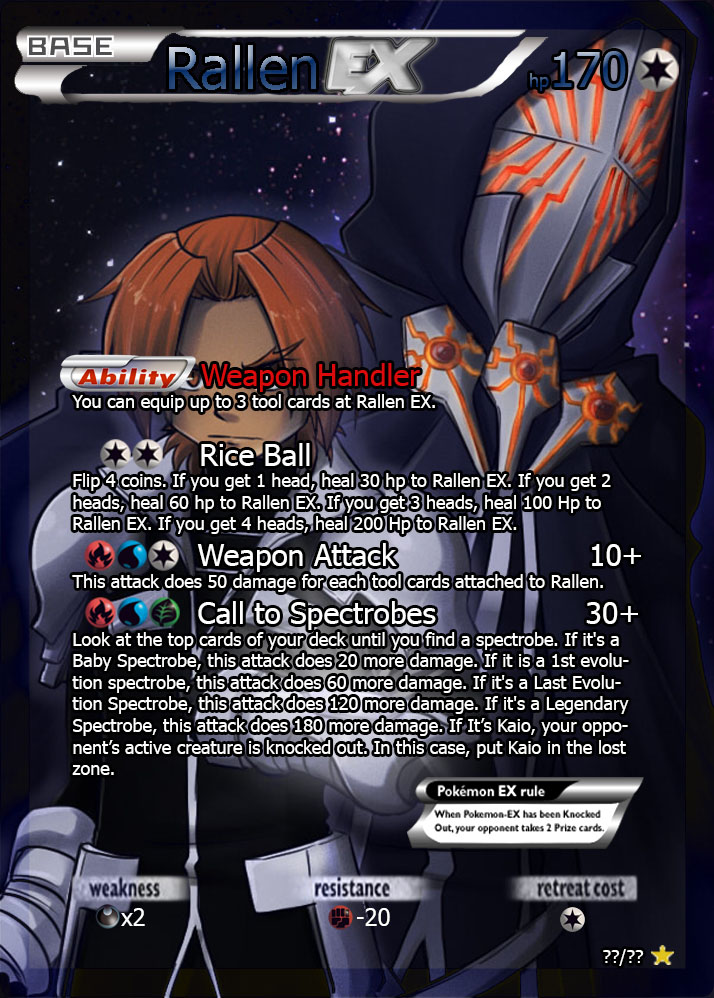 BASE
Rallen EX
hp170
Ability Weapon Handler
You can equip up to 3 tool cards at Rallen EX.
Rice Ball
Flip 4 coins. If you get 1 head, heal 30 hp to Rallen EX. If you get 2
heads, heal 60 hp to Rallen EX. If you get 3 heads, heal 100 Hp to
Rallen EX. If you get 4 heads, heal 200 Hp to Rallen EX.
Weapon Attack 10+
This attack does 50 damage for each tool cards attached to Rallen.
Call to Spectrobes 30+
Look at the top cards of your deck until you find a spectrobe. If it's a
Baby Spectrobe, this attack does 20 more damage. If it is a 1st evolu-
tion spectrobe, this attack does 60 more damage. If it's a Last Evolu-
tion Spectrobe, this attack does 120 more damage. If it's a Legendary
Spectrobe, this attack does 180 more damage. If It’s Kaio, your oppo-
nent’s active creature is knocked out. In this case, put Kaio in the lost
zone.
Pokémon EX rule
When Pokemon-EX has been Knocked
Out, your opponent takes 2 Prize cards.
weakness resistance retreat cost
x2 -20
??/??